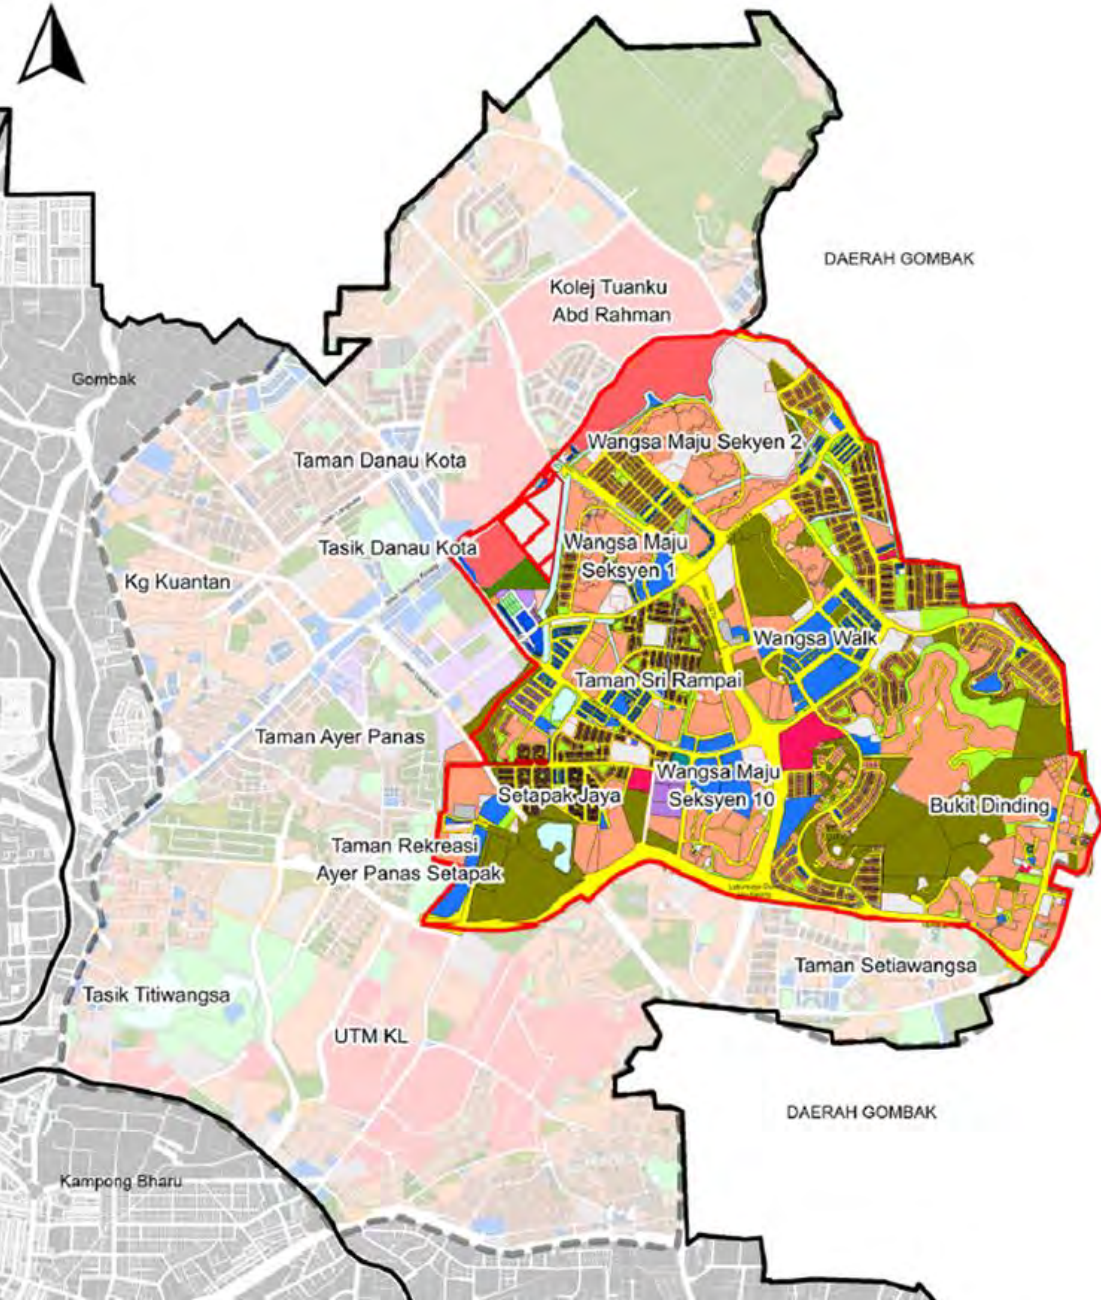 DAERAH GOMBAK
Kolej Tuanku
Abd Rahman
Gombak
Wangsa Maju Sekyen 2
Taman Danau Kota
Tasik Danau Kota
Wangsa Maju
Seksyen 1
Kg Kuantan
Wangsa Walk
Taman Sri Rampai
Taman Ayer Panas
Wangsa Maju
Seksyen 10
Setapak Jaya
Bukit Dinding
Taman Rekreasi
Ayer Panas Setapak
Taman Setiawangsa
Tasik Titiwangsa
UTM KL
DAERAH GOMBAK
Kampong Bharu